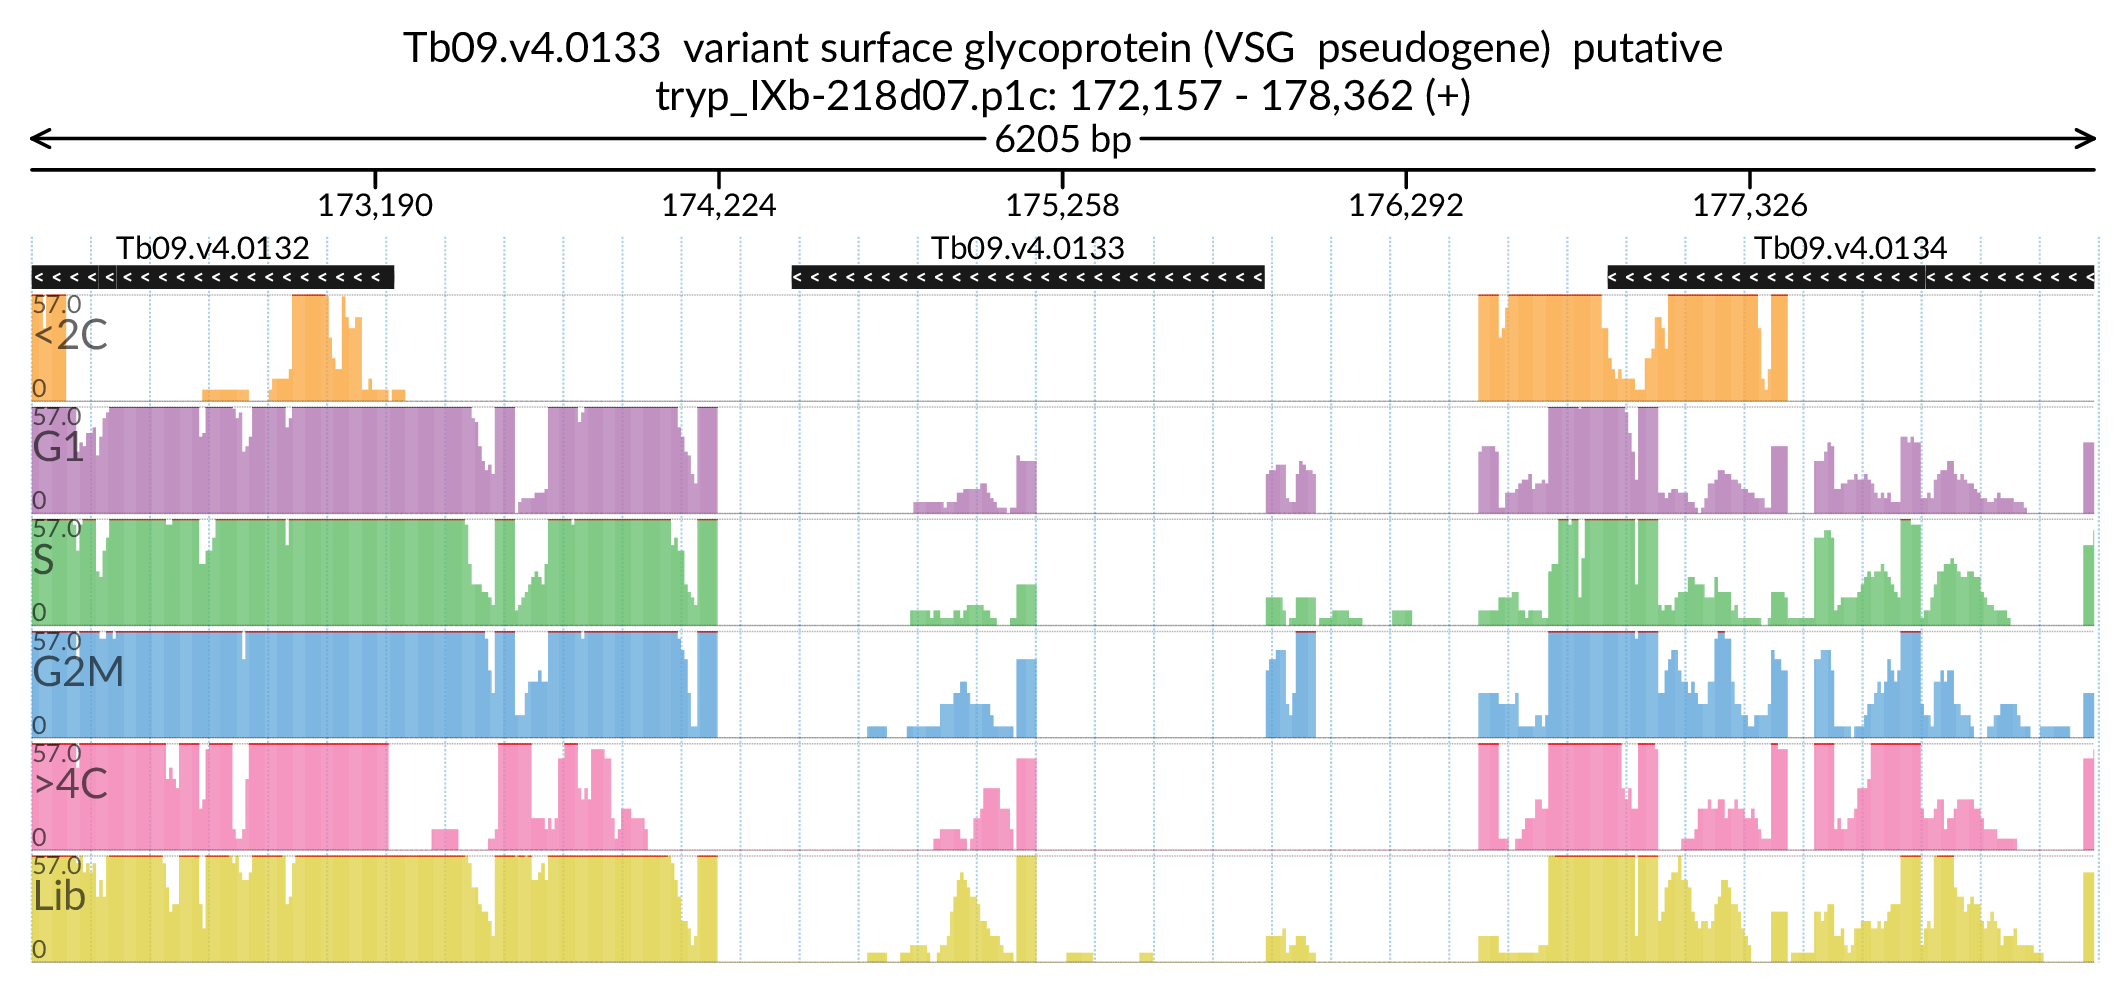 Tb09.v4.0133 variant surface glycoprotein (VSG pseudogene) putative
tryp_IXb-218d07.p1c: 172,157 - 178,362 (+)
6205 bp
173,190 174,224 175,258 176,292 177,326
Tb09.v4.0132 Tb09.v4.0133 Tb09.v4.0134
57.0
<2C
0
57.0
G1
0
57.0
S
0
57.0
G2M
0
57.0
>4C
0
57.0
Lib
0